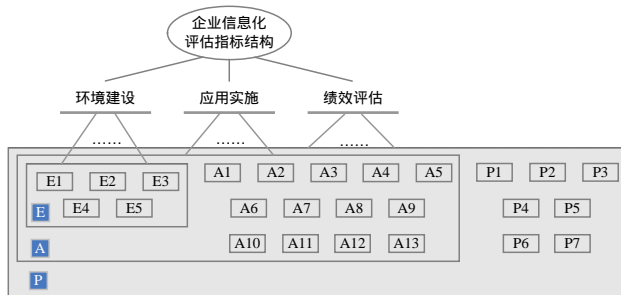 企业信息化
评估指标结构
环境建设 应用实施 绩效评估
…… …… ……
E1 E2 E3 A1 A2 A3 A4 A5 P1 P2 P3
E E4 E5 A6 A7 A8 A9 P4 P5
A A10 A11 A12 A13 P6 P7
P